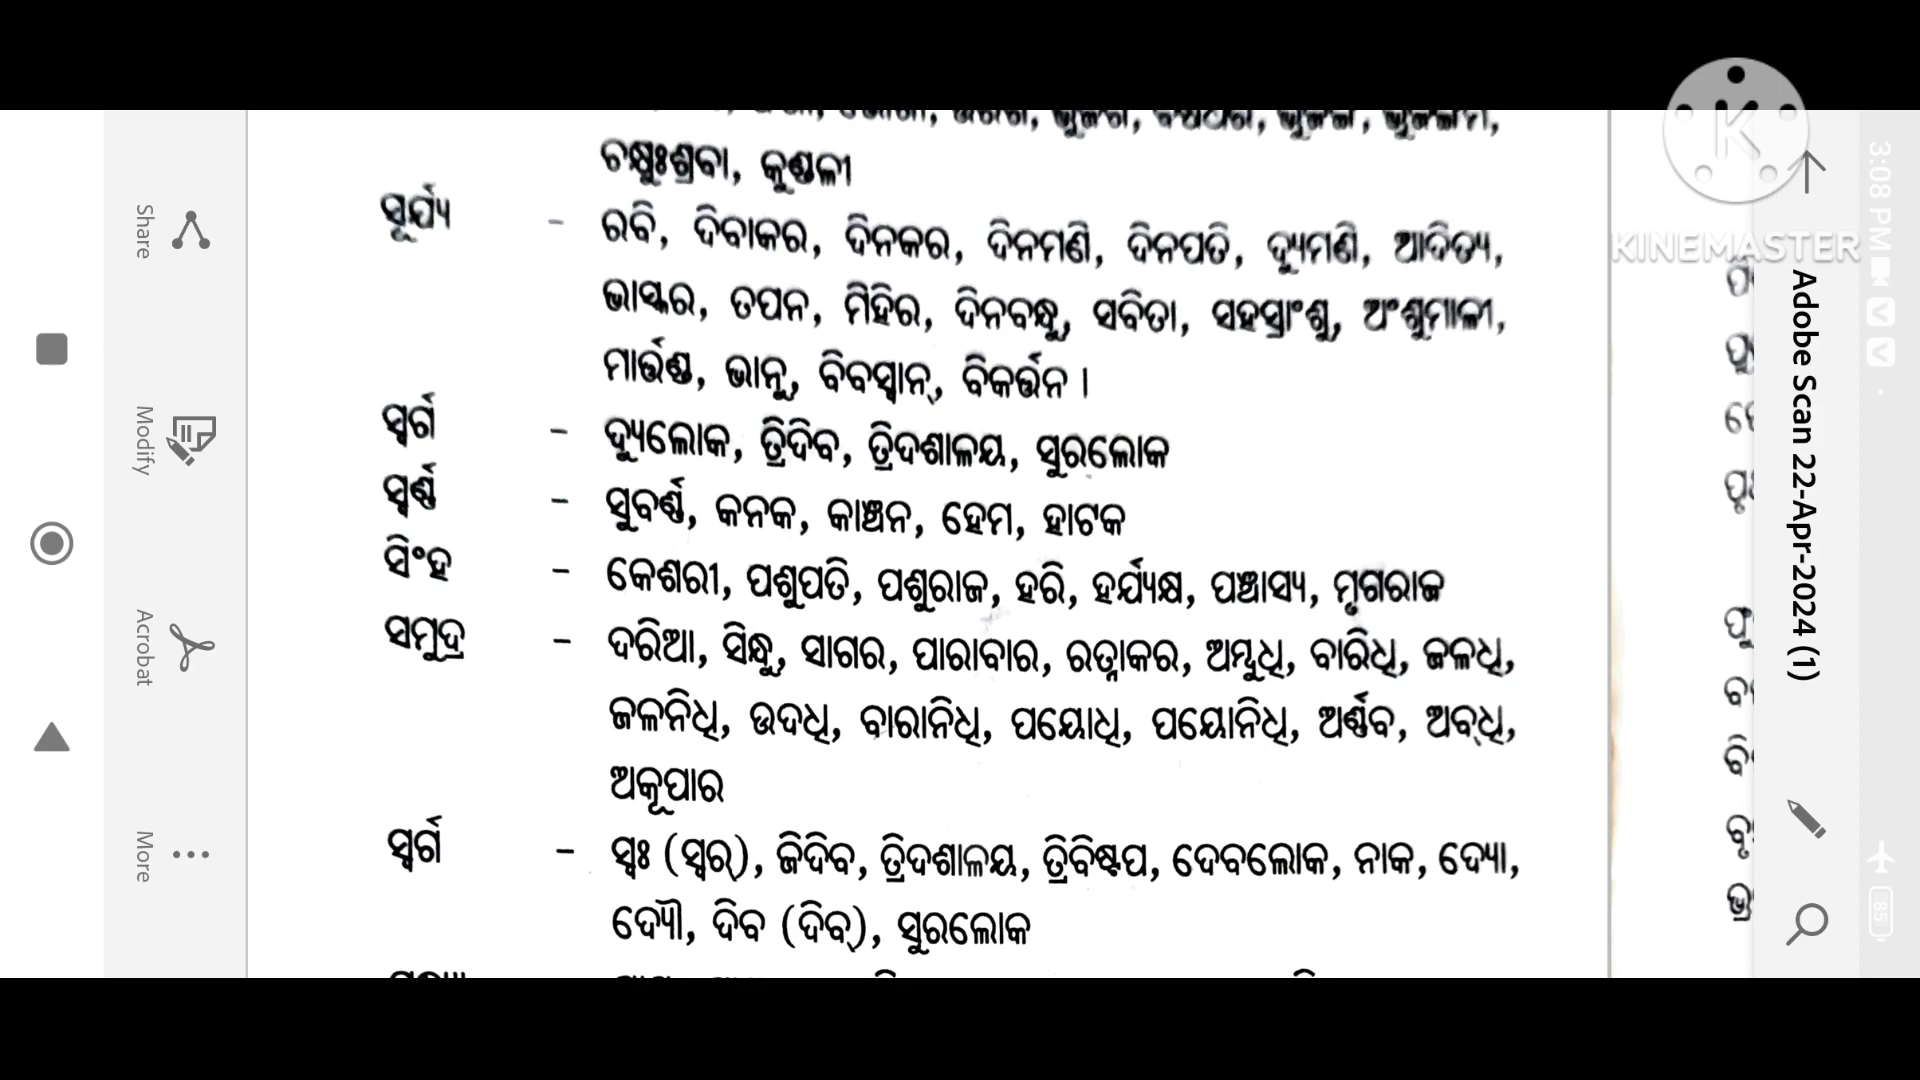 ଚକ୍ଷୁଃଶ୍ରବା, କୁଣ୍ଡଳୀ
ସୂର୍ଯ୍ୟ - ରବି, ଦିବାକର, ଦିନକର, ଦିନମଣି, ଦିନପତି, ଦ୍ୟୁମଣି, ଆଦିତ୍ୟ,
ଭାସ୍କର, ତପନ, ମିହିର, ଦିନବନ୍ଧୁ, ସବିତା, ସହସ୍ରାଂଶୁ, ଅଂଶୁମାଳୀ,
ମାର୍ତ୍ତଣ୍ଡ, ଭାନୁ, ବିବସ୍ୱାନ୍, ବିକର୍ତ୍ତନ।
ସ୍ୱର୍ଗ - ଦ୍ୟୁଲୋକ, ତ୍ରିଦିବ, ତ୍ରିଦଶାଳୟ, ସୁରଲୋକ
ସ୍ୱର୍ଣ୍ଣ - ସୁବର୍ଣ୍ଣ, କନକ, କାଞ୍ଚନ, ହେମ, ହାଟକ
ସିଂହ - କେଶରୀ, ପଶୁପତି, ପଶୁରାଜ, ହରି, ହର୍ଯ୍ୟକ୍ଷ, ପଞ୍ଚାସ୍ୟ, ମୃଗରାଜ
ସମୁଦ୍ର - ଦରିଆ, ସିନ୍ଧୁ, ସାଗର, ପାରାବାର, ରତ୍ନାକର, ଅମ୍ବୁଧି, ବାରିଧି, ଜଳଧି,
ଜଳନିଧି, ଉଦଧି, ବାରାନିଧି, ପୟୋଧି, ପୟୋନିଧି, ଅର୍ଣ୍ଣବ, ଅବ୍‌ଧି,
ଅକୂପାର
ସ୍ୱର୍ଗ - ସ୍ୱଃ (ସ୍ୱର୍), ଜିଦିବ, ତ୍ରିଦଶାଳୟ, ତ୍ରିବିଷ୍ଟପ, ଦେବଲୋକ, ନାକ, ଦ୍ୟୋ,
ଦ୍ୟୌ, ଦିବ (ଦିବ୍), ସୁରଲୋକ
KINEMASTER
3:08 PM
Adobe Scan 22-Apr-2024 (1)
85
Share
Modify
Acrobat
More